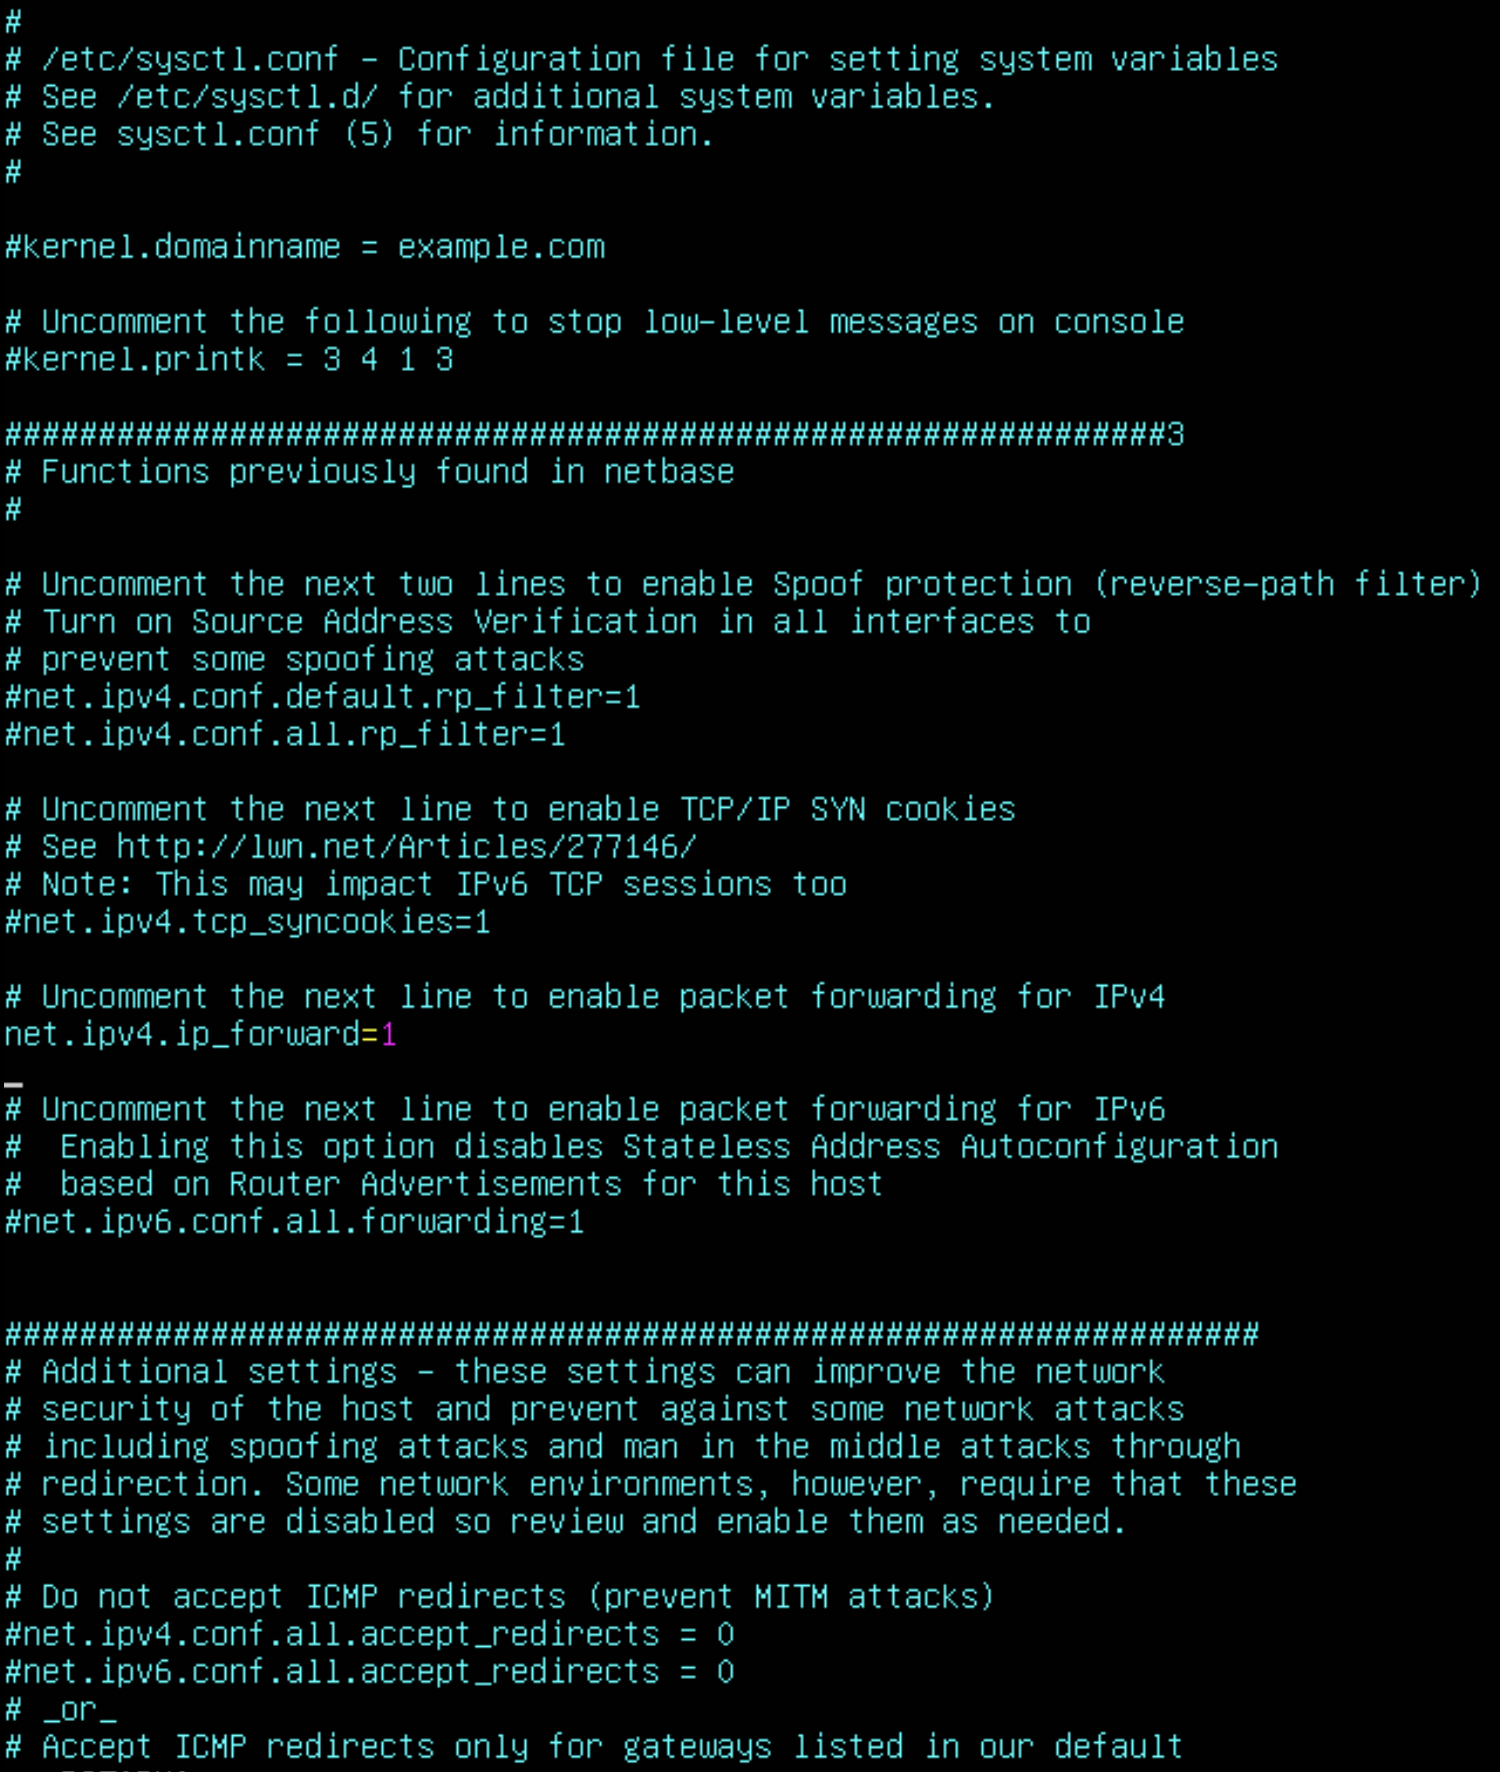 #
# /etc/sysctl.conf - Configuration file for setting system variables
# See /etc/sysctl.d/ for additional system variables.
# See sysctl.conf (5) for information.
#
#kernel.domainname = example.com
# Uncomment the following to stop low-level messages on console
#kernel.printk = 3 4 1 3
##############################################################3
# Functions previously found in netbase
#
# Uncomment the next two lines to enable Spoof protection (reverse-path filter)
# Turn on Source Address Verification in all interfaces to
# prevent some spoofing attacks
#net.ipv4.conf.default.rp_filter=1
#net.ipv4.conf.all.rp_filter=1
# Uncomment the next line to enable TCP/IP SYN cookies
# See http://lwn.net/Articles/277146/
# Note: This may impact IPv6 TCP sessions too
#net.ipv4.tcp_syncookies=1
# Uncomment the next line to enable packet forwarding for IPv4
net.ipv4.ip_forward=1
# Uncomment the next line to enable packet forwarding for IPv6
#  Enabling this option disables Stateless Address Autoconfiguration
#  based on Router Advertisements for this host
#net.ipv6.conf.all.forwarding=1
###################################################################
# Additional settings - these settings can improve the network
# security of the host and prevent against some network attacks
# including spoofing attacks and man in the middle attacks through
# redirection. Some network environments, however, require that these
# settings are disabled so review and enable them as needed.
#
# Do not accept ICMP redirects (prevent MITM attacks)
#net.ipv4.conf.all.accept_redirects = 0
#net.ipv6.conf.all.accept_redirects = 0
# _or_
# Accept ICMP redirects only for gateways listed in our default